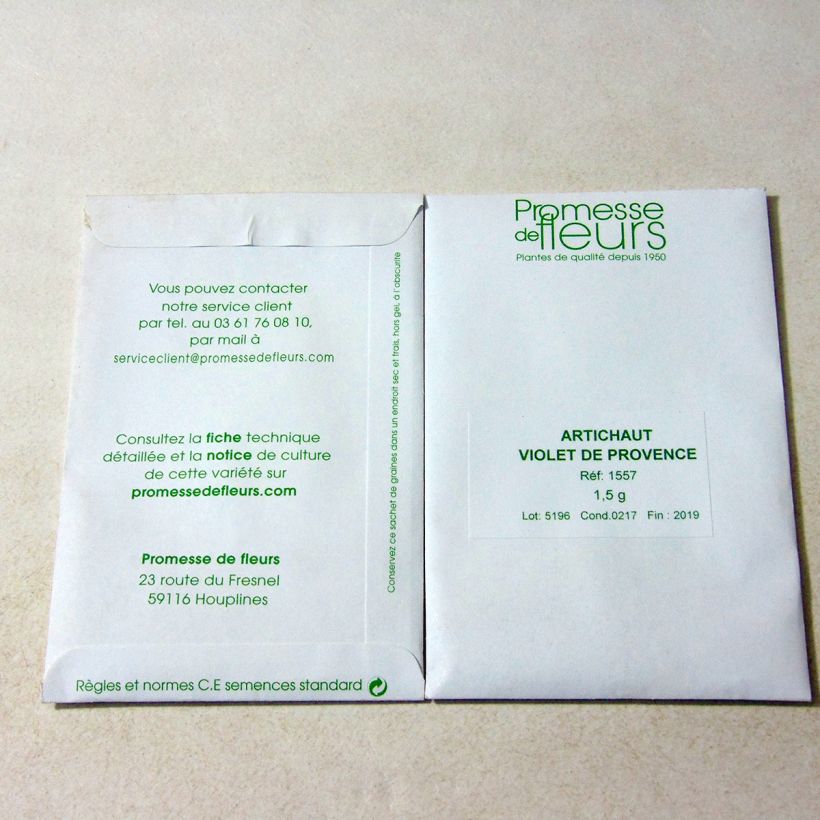 Vous pouvez contacter
notre service client
par tel. au 03 61 76 08 10,
par mail à
serviceclient@promessedefleurs.com
Consultez la fiche technique
détaillée et la notice de culture
de cette variété sur
promessedefleurs.com
Promesse de fleurs
23 route du Fresnel
59116 Houplines
Règles et normes C.E semences standard
Conservez ce sachet de graines dans un endroit sec et frais, hors gel, à l'obscurite
Promesse
de fleurs
Plantes de qualité depuis 1950
ARTICHAUT
VIOLET DE PROVENCE
Réf: 1557
1,5 g
Lot: 5196 Cond.0217 Fin : 2019